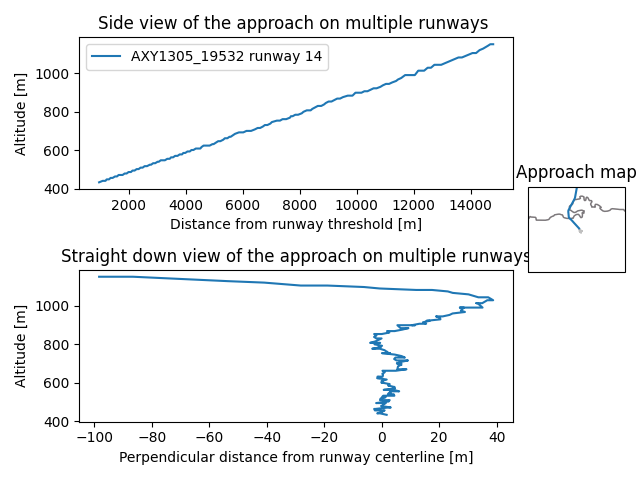 Side view of the approach on multiple runways
AXY1305_19532 runway 14
Altitude [m]
1000
800
600
400
2000
4000
6000
8000
10000
12000
14000
Distance from runway threshold [m]
Approach map
Straight down view of the approach on multiple runways
Altitude [m]
1000
800
600
400
−100
−80
−60
−40
−20
0
20
40
Perpendicular distance from runway centerline [m]